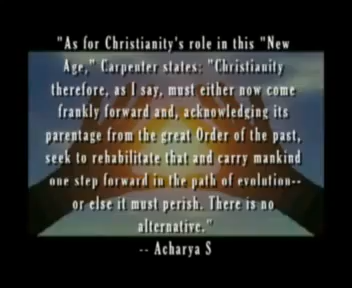 "As for Christianity's role in this "New
Age," Carpenter states: "Christianity
therefore, as I say, must either now come
frankly forward and, acknowledging its
parentage from the great Order of the past,
seek to rehabilitate that and carry mankind
one step forward in the path of evolution--
or else it must perish. There is no
alternative."
-- Acharya S